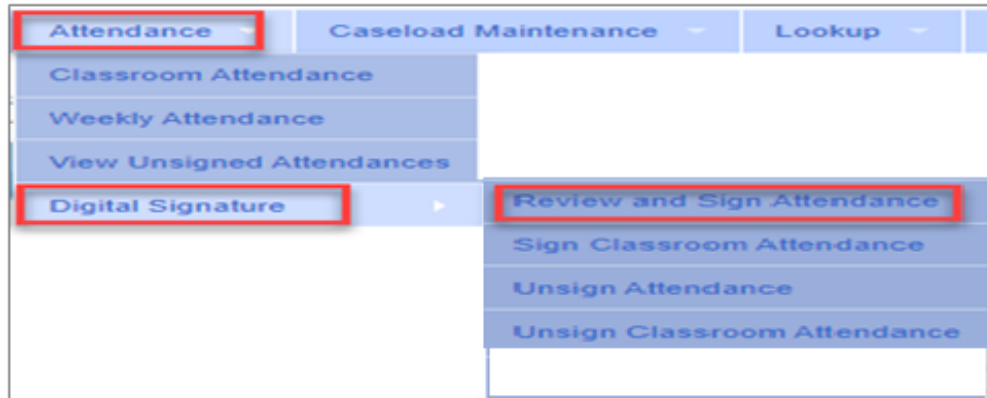 Attendance Caseload Maintenance Lookup
Classroom Attendance
Weekly Attendance
View Unsigned Attendances
Digital Signature
Review and Sign Attendance
Sign Classroom Attendance
Unsign Attendance
Unsign Classroom Attendance